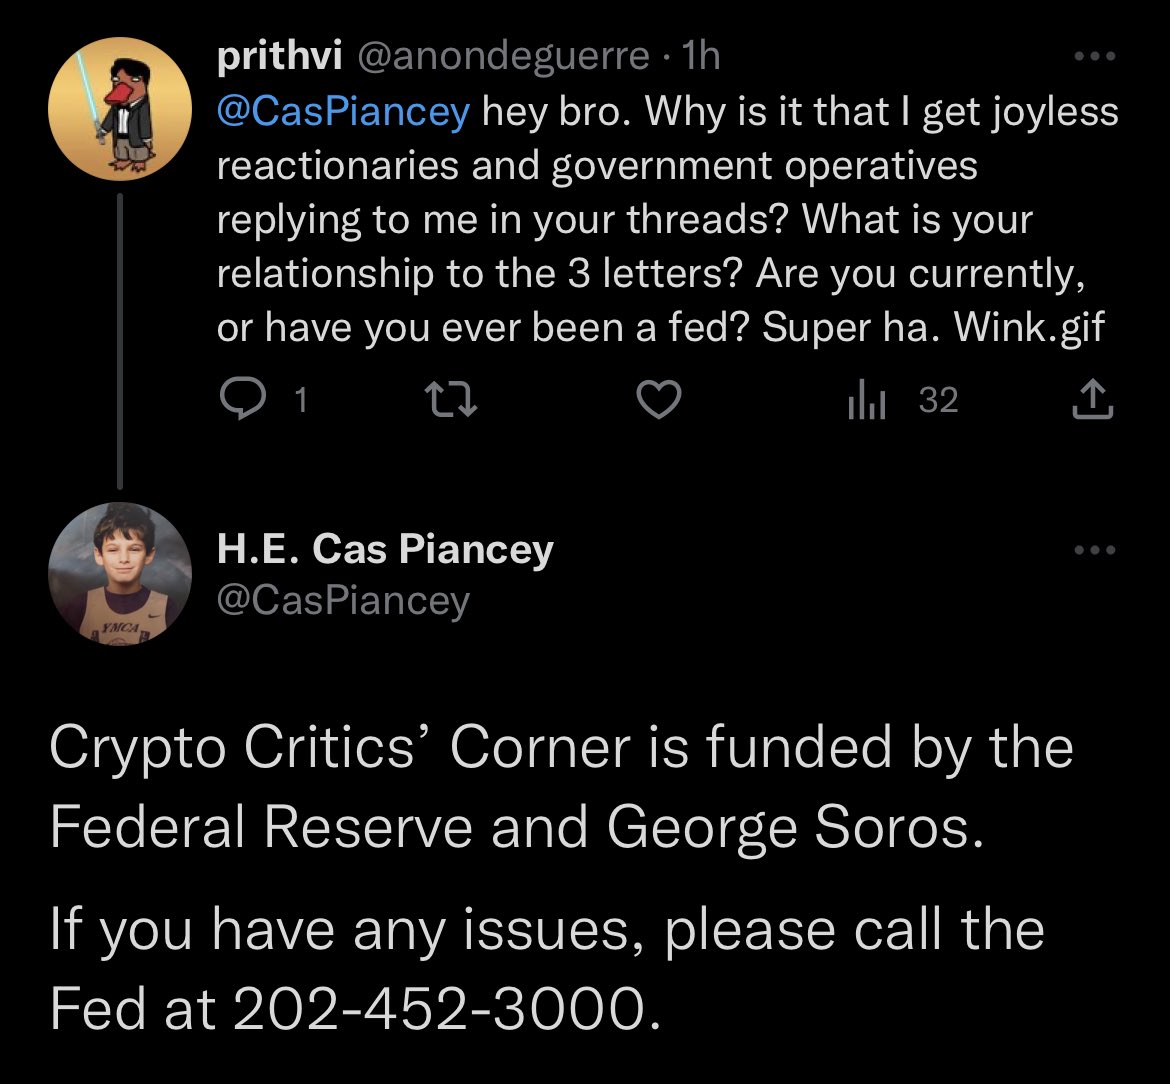 prithvi @anondeguerre · 1h
@CasPiancey hey bro. Why is it that I get joyless
reactionaries and government operatives
replying to me in your threads? What is your
relationship to the 3 letters? Are you currently,
or have you ever been a fed? Super ha. Wink.gif
1 32
H.E. Cas Piancey
@CasPiancey
YMCA
Crypto Critics’ Corner is funded by the
Federal Reserve and George Soros.
If you have any issues, please call the
Fed at 202-452-3000.